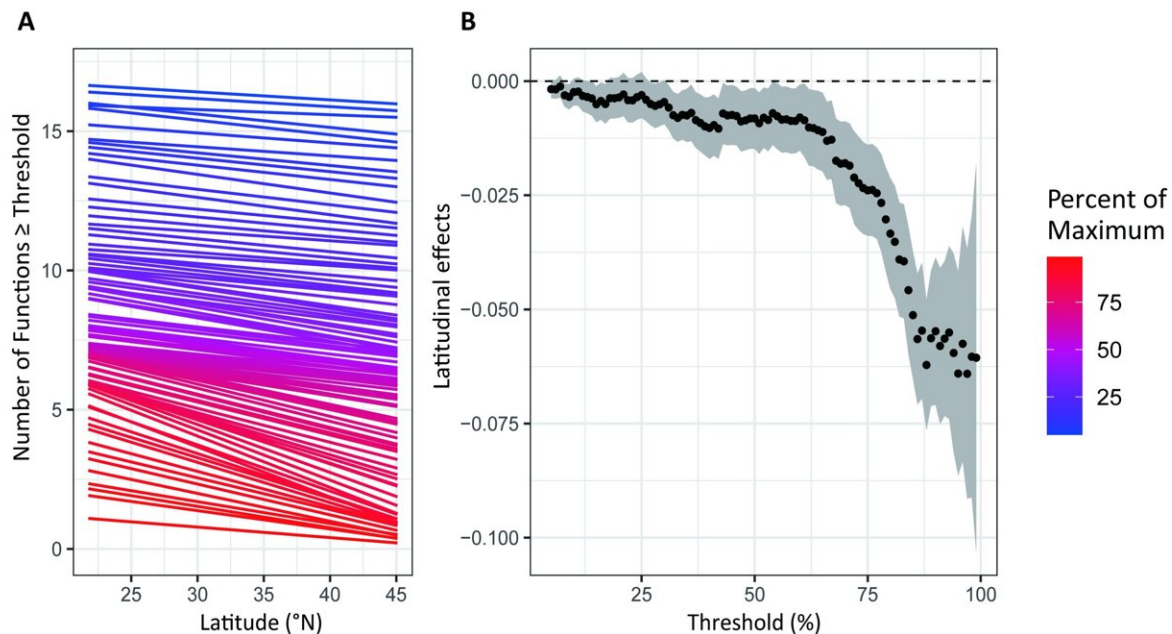 A
B
Number of Functions ≥ Threshold
15
10
5
0
25
30
35
40
45
Latitude (°N)
Latitudinal effects
0.000
−0.025
−0.050
−0.075
−0.100
25
50
75
100
Threshold (%)
Percent of
Maximum
75
50
25